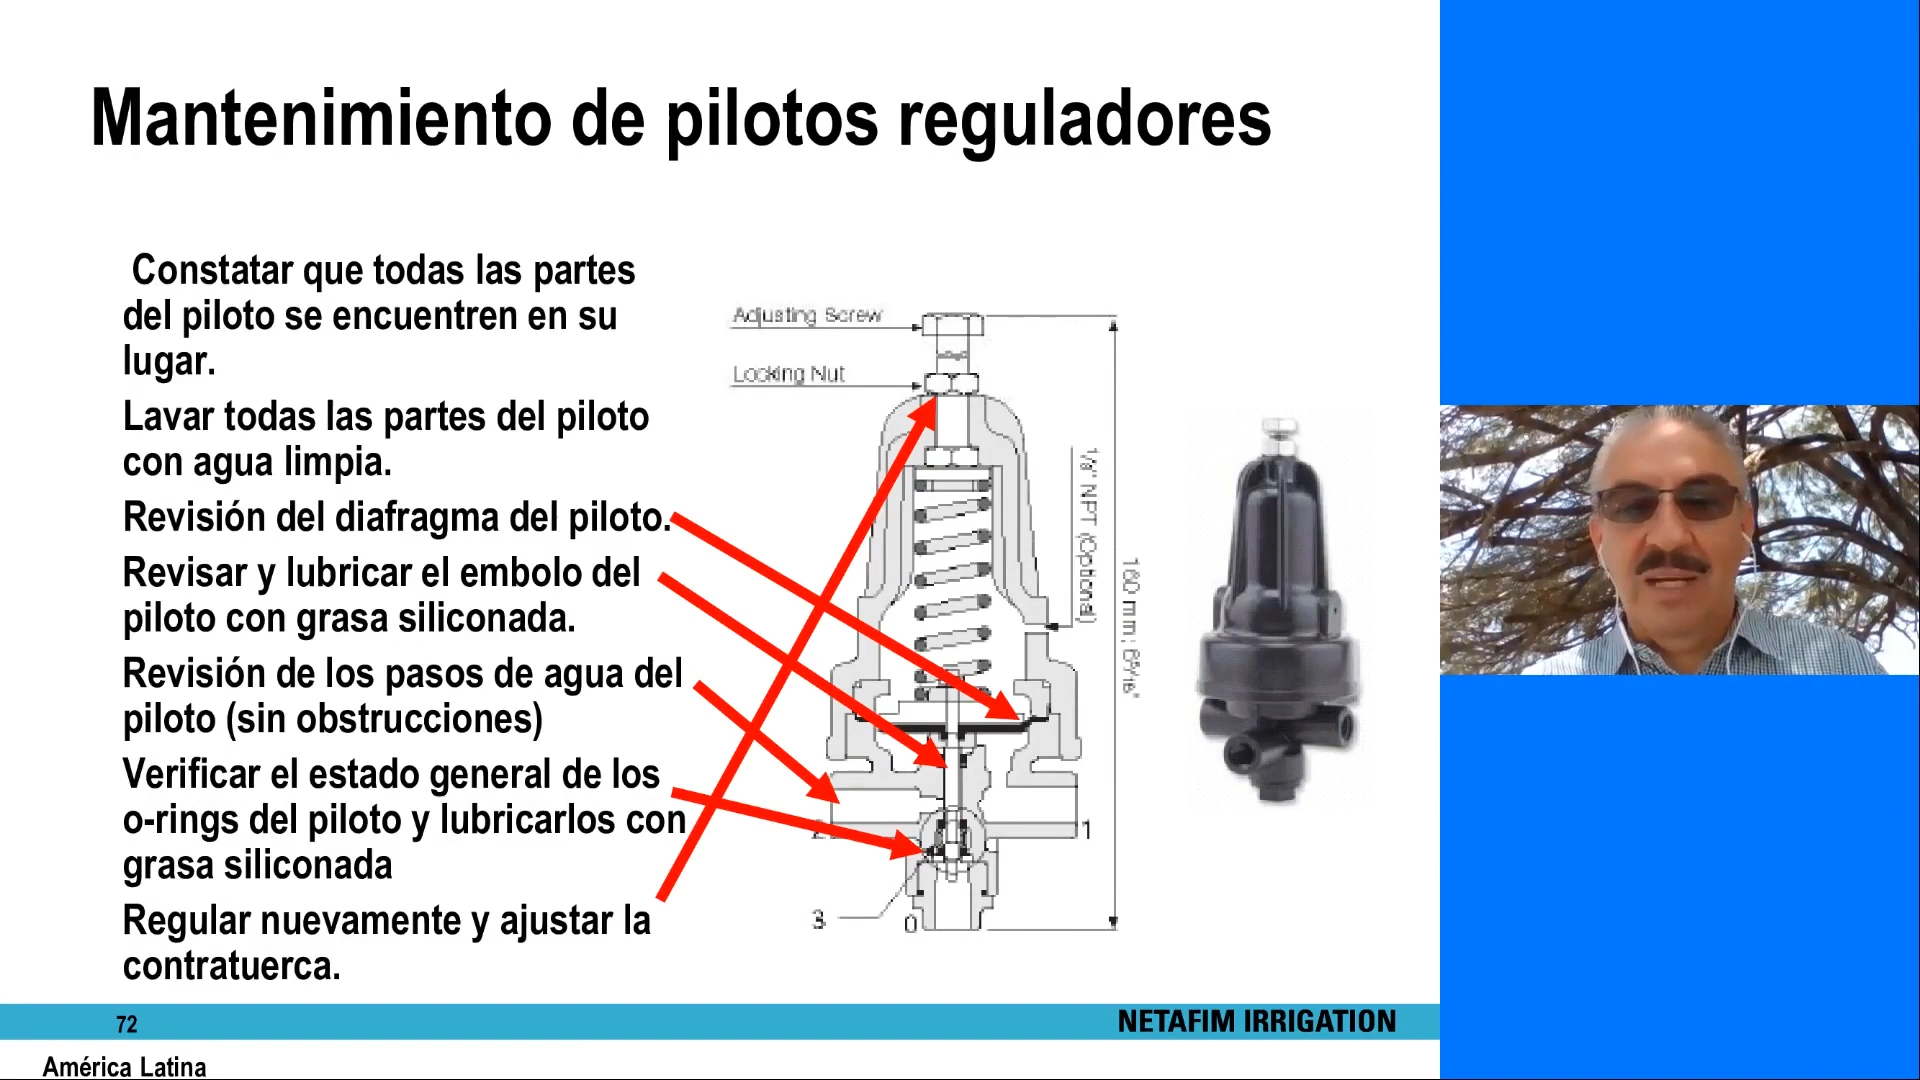 Mantenimiento de pilotos reguladores
Constatar que todas las partes
del piloto se encuentren en su
lugar.
Lavar todas las partes del piloto
con agua limpia.
Revisión del diafragma del piloto.
Revisar y lubricar el embolo del
piloto con grasa siliconada.
Revisión de los pasos de agua del
piloto (sin obstrucciones)
Verificar el estado general de los
o-rings del piloto y lubricarlos con
grasa siliconada
Regular nuevamente y ajustar la
contratuerca.
Adjusting Screw
Locking Nut
1/8" NPT (Optional)
160 mm; 6⁵/₁₆"
2
1
3
0
72
NETAFIM IRRIGATION
América Latina